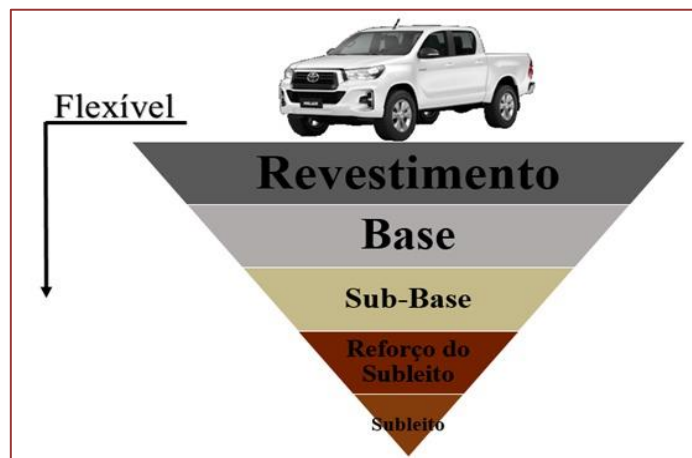 Flexível
Revestimento
Base
Sub-Base
Reforço do
Subleito
Subleito